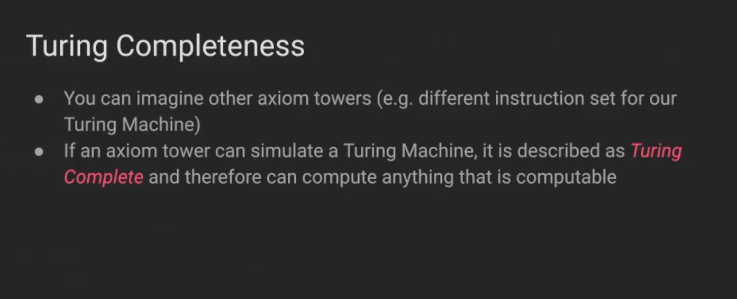 Turing Completeness
● You can imagine other axiom towers (e.g. different instruction set for our
Turing Machine)
● If an axiom tower can simulate a Turing Machine, it is described as Turing
Complete and therefore can compute anything that is computable